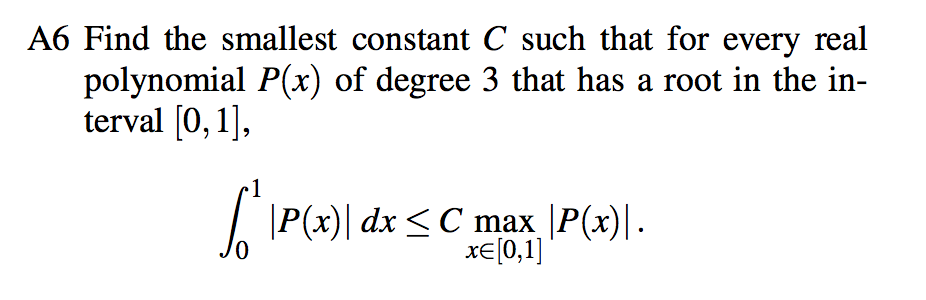 A6 Find the smallest constant C such that for every real
polynomial P(x) of degree 3 that has a root in the in-
terval [0, 1],
∫₀¹ |P(x)| dx ≤ C max_{x∈[0,1]} |P(x)|.